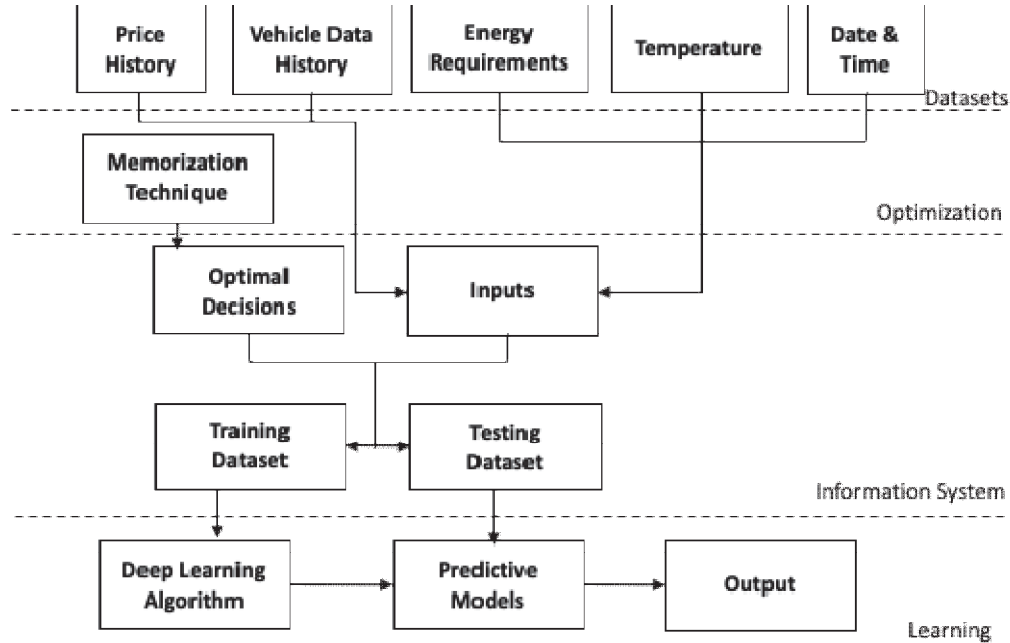 Price
History
Vehicle Data
History
Energy
Requirements
Temperature
Date &
Time
Datasets
Memorization
Technique
Optimization
Optimal
Decisions
Inputs
Training
Dataset
Testing
Dataset
Information System
Deep Learning
Algorithm
Predictive
Models
Output
Learning